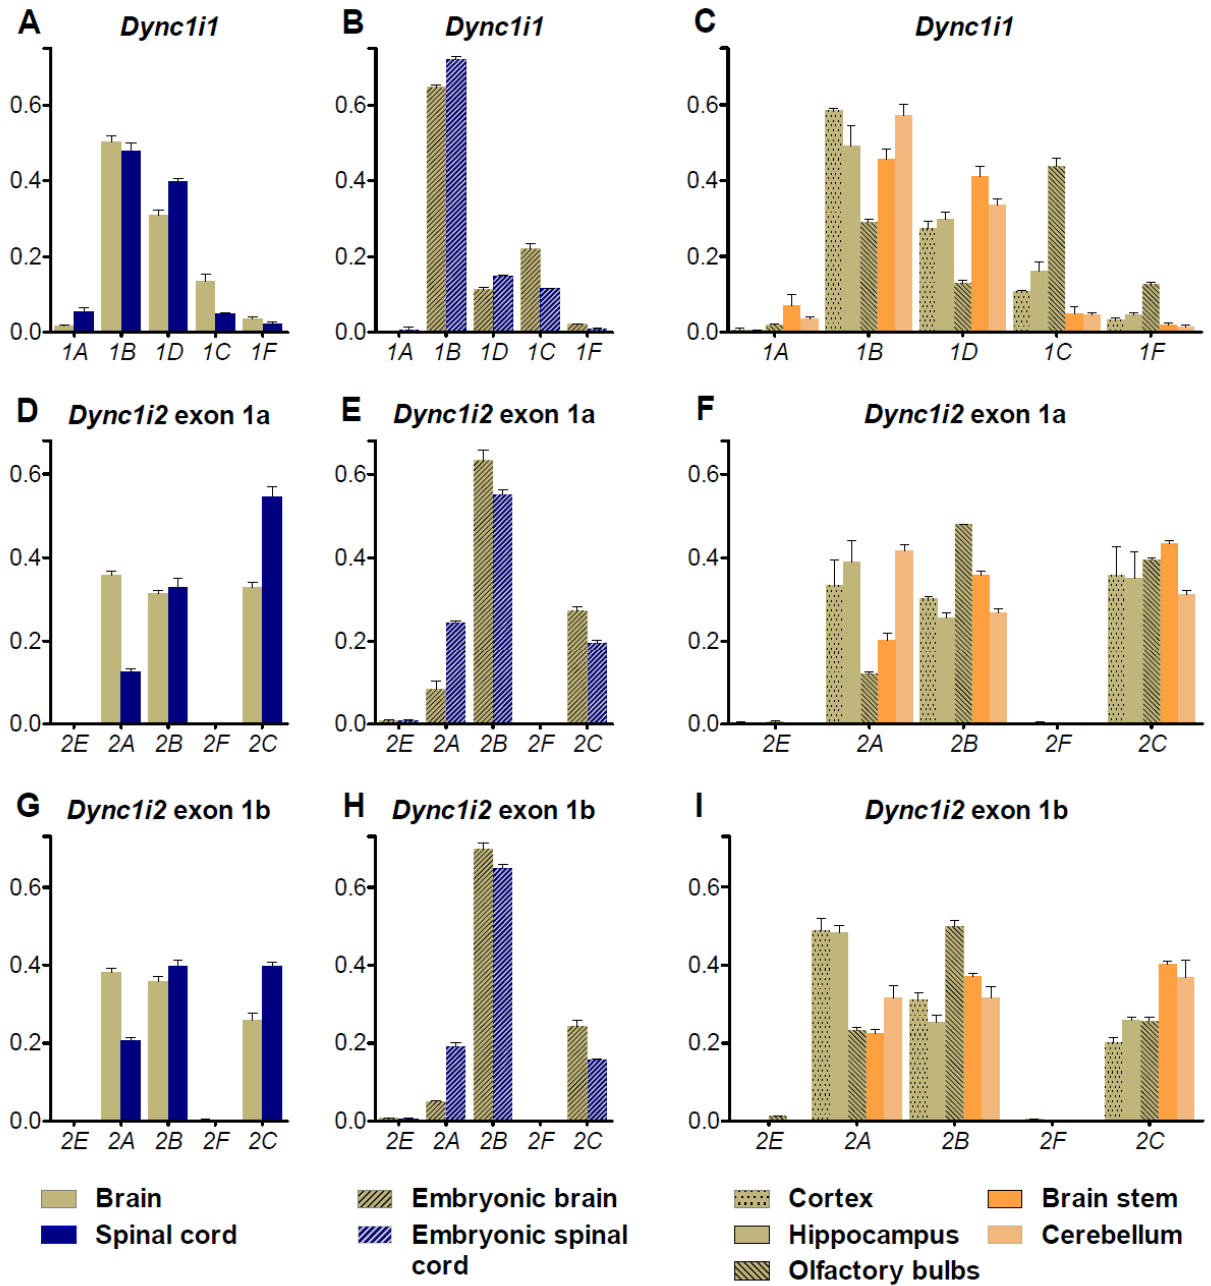 A Dync1i1
0.6
0.4
0.2
0.0
1A 1B 1D 1C 1F
B Dync1i1
0.6
0.4
0.2
0.0
1A 1B 1D 1C 1F
C Dync1i1
0.6
0.4
0.2
0.0
1A 1B 1D 1C 1F
D Dync1i2 exon 1a
0.6
0.4
0.2
0.0
2E 2A 2B 2F 2C
E Dync1i2 exon 1a
0.6
0.4
0.2
0.0
2E 2A 2B 2F 2C
F Dync1i2 exon 1a
0.6
0.4
0.2
0.0
2E 2A 2B 2F 2C
G Dync1i2 exon 1b
0.6
0.4
0.2
0.0
2E 2A 2B 2F 2C
H Dync1i2 exon 1b
0.6
0.4
0.2
0.0
2E 2A 2B 2F 2C
I Dync1i2 exon 1b
0.6
0.4
0.2
0.0
2E 2A 2B 2F 2C
Brain
Spinal cord
Embryonic brain
Embryonic spinal
cord
Cortex
Hippocampus
Olfactory bulbs
Brain stem
Cerebellum